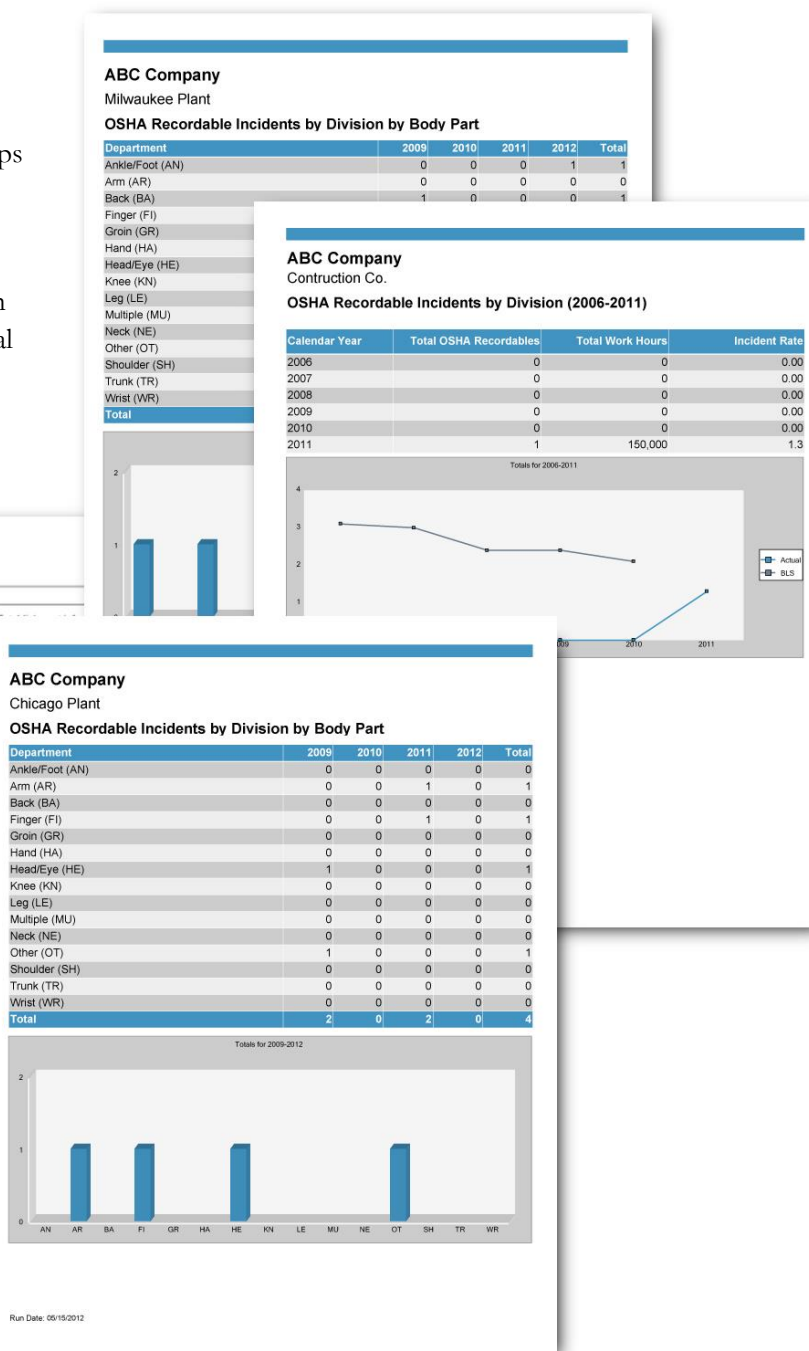 ps
n
al
ABC Company
Milwaukee Plant
OSHA Recordable Incidents by Division by Body Part
Department 2009 2010 2011 2012 Total
Ankle/Foot (AN) 0 0 0 1 1
Arm (AR) 0 0 0 0 0
Back (BA) 1 0 0 0 1
Finger (FI)
Groin (GR)
Hand (HA)
Head/Eye (HE)
Knee (KN)
Leg (LE)
Multiple (MU)
Neck (NE)
Other (OT)
Shoulder (SH)
Trunk (TR)
Wrist (WR)
Total
2
1
ABC Company
Contruction Co.
OSHA Recordable Incidents by Division (2006-2011)
Calendar Year Total OSHA Recordables Total Work Hours Incident Rate
2006 0 0 0.00
2007 0 0 0.00
2008 0 0 0.00
2009 0 0 0.00
2010 0 0 0.00
2011 1 150,000 1.3
Totals for 2006-2011
4
3
2
1
Actual
BLS
2010 2011
ABC Company
Chicago Plant
OSHA Recordable Incidents by Division by Body Part
Department 2009 2010 2011 2012 Total
Ankle/Foot (AN) 0 0 0 0 0
Arm (AR) 0 0 1 0 1
Back (BA) 0 0 0 0 0
Finger (FI) 0 0 1 0 1
Groin (GR) 0 0 0 0 0
Hand (HA) 0 0 0 0 0
Head/Eye (HE) 1 0 0 0 1
Knee (KN) 0 0 0 0 0
Leg (LE) 0 0 0 0 0
Multiple (MU) 0 0 0 0 0
Neck (NE) 0 0 0 0 0
Other (OT) 1 0 0 0 1
Shoulder (SH) 0 0 0 0 0
Trunk (TR) 0 0 0 0 0
Wrist (WR) 0 0 0 0 0
Total 2 0 2 0 4
Totals for 2009-2012
2
1
0
AN AR BA FI GR HA HE KN LE MU NE OT SH TR WR
Run Date: 05/15/2012